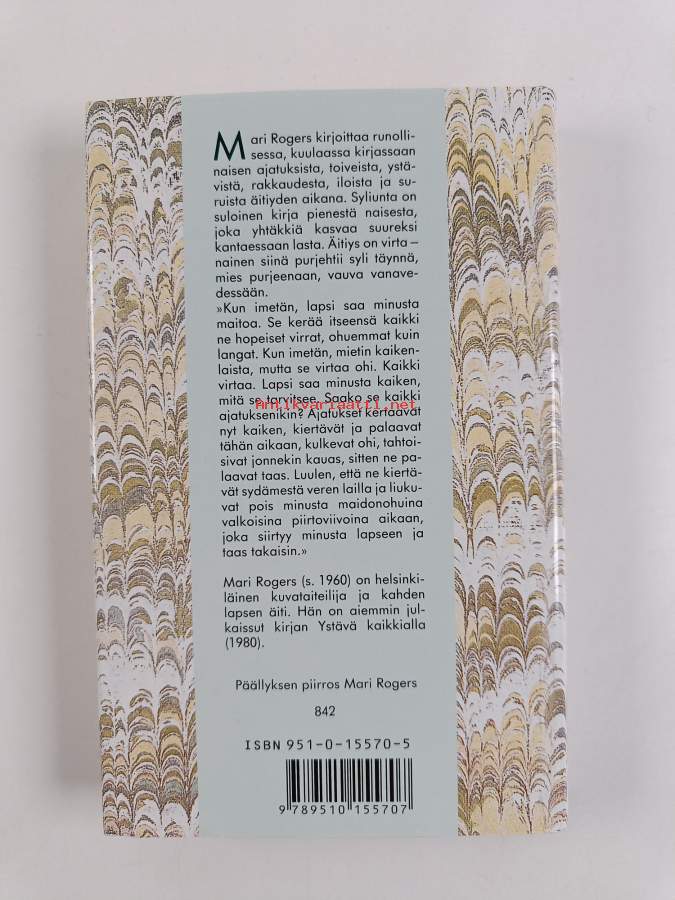 Mari Rogers kirjoittaa runolli-
sessa, kuulaassa kirjassaan
naisen ajatuksista, toiveista, ystä-
vistä, rakkaudesta, iloista ja su-
ruista äitiyden aikana. Syliunta on
suloinen kirja pienestä naisesta,
joka yhtäkkiä kasvaa suureksi
kantaessaan lasta. Äitiys on virta –
nainen siinä purjehtii syli täynnä,
mies purjeenaan, vauva vanave-
dessään.
»Kun imetän, lapsi saa minusta
maitoa. Se kerää itseensä kaikki
ne hopeiset virrat, ohuemmat kuin
langat. Kun imetän, mietin kaiken-
laista, mutta se virtaa ohi. Kaikki
virtaa. Lapsi saa minusta kaiken,
mitä se tarvitsee. Saako se kaikki
Antikvariaatti.net
ajatuksenikin? Ajatukset kertaavat
nyt kaiken, kiertävät ja palaavat
tähän aikaan, kulkevat ohi, tahtoi-
sivat jonnekin kauas, sitten ne pa-
laavat taas. Luulen, että ne kiertä-
vät sydämestä veren lailla ja liuku-
vat pois minusta maidonohuina
valkoisina piirtoviivoina aikaan,
joka siirtyy minusta lapseen ja
taas takaisin.»
Mari Rogers (s. 1960) on helsinki-
läinen kuvataiteilija ja kahden
lapsen äiti. Hän on aiemmin jul-
kaissut kirjan Ystävä kaikkialla
(1980).
Päällyksen piirros Mari Rogers
842
ISBN 951-0-15570-5
9 789510 155707